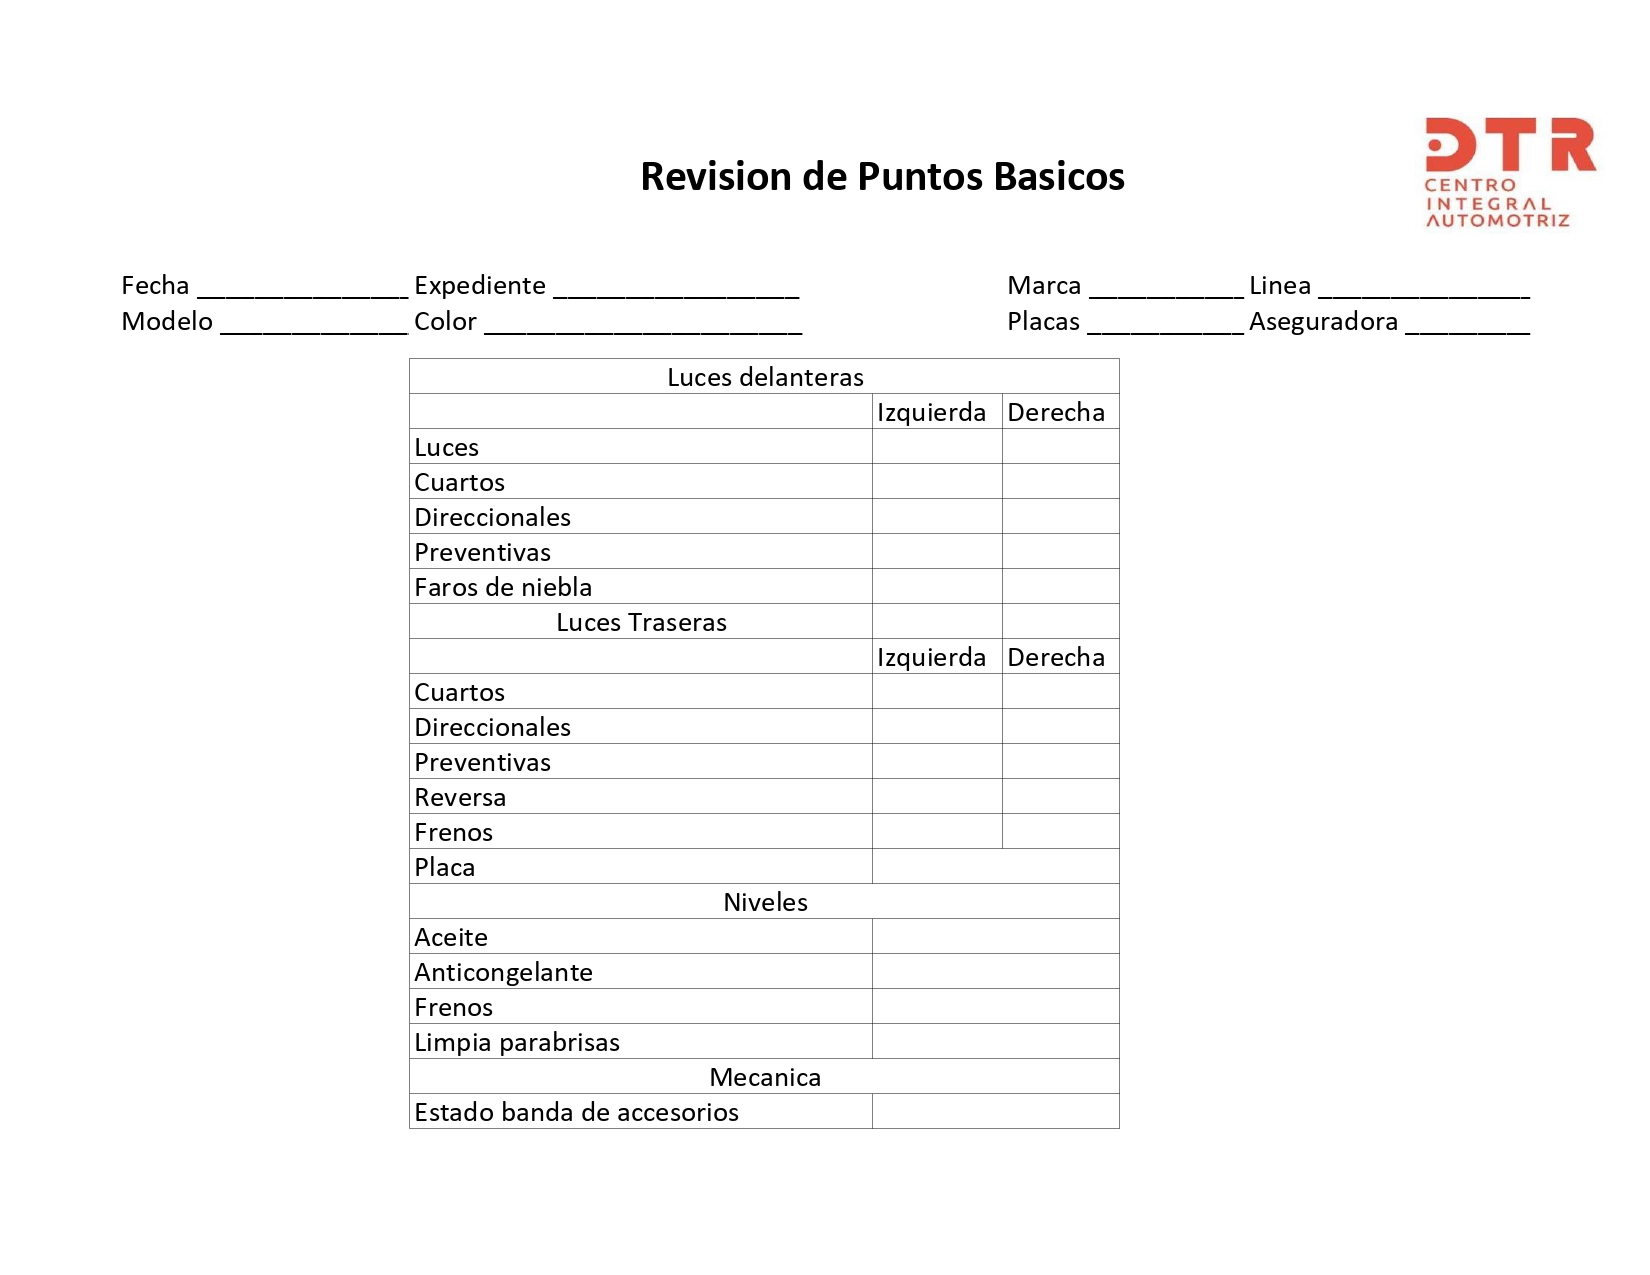 DTR
CENTRO
INTEGRAL
AUTOMOTRIZ
Revision de Puntos Basicos
Fecha _______________ Expediente _________________ Marca ___________ Linea _______________
Modelo _____________ Color ______________________ Placas ___________ Aseguradora _________
Luces delanteras
Izquierda Derecha
Luces
Cuartos
Direccionales
Preventivas
Faros de niebla
Luces Traseras
Izquierda Derecha
Cuartos
Direccionales
Preventivas
Reversa
Frenos
Placa
Niveles
Aceite
Anticongelante
Frenos
Limpia parabrisas
Mecanica
Estado banda de accesorios